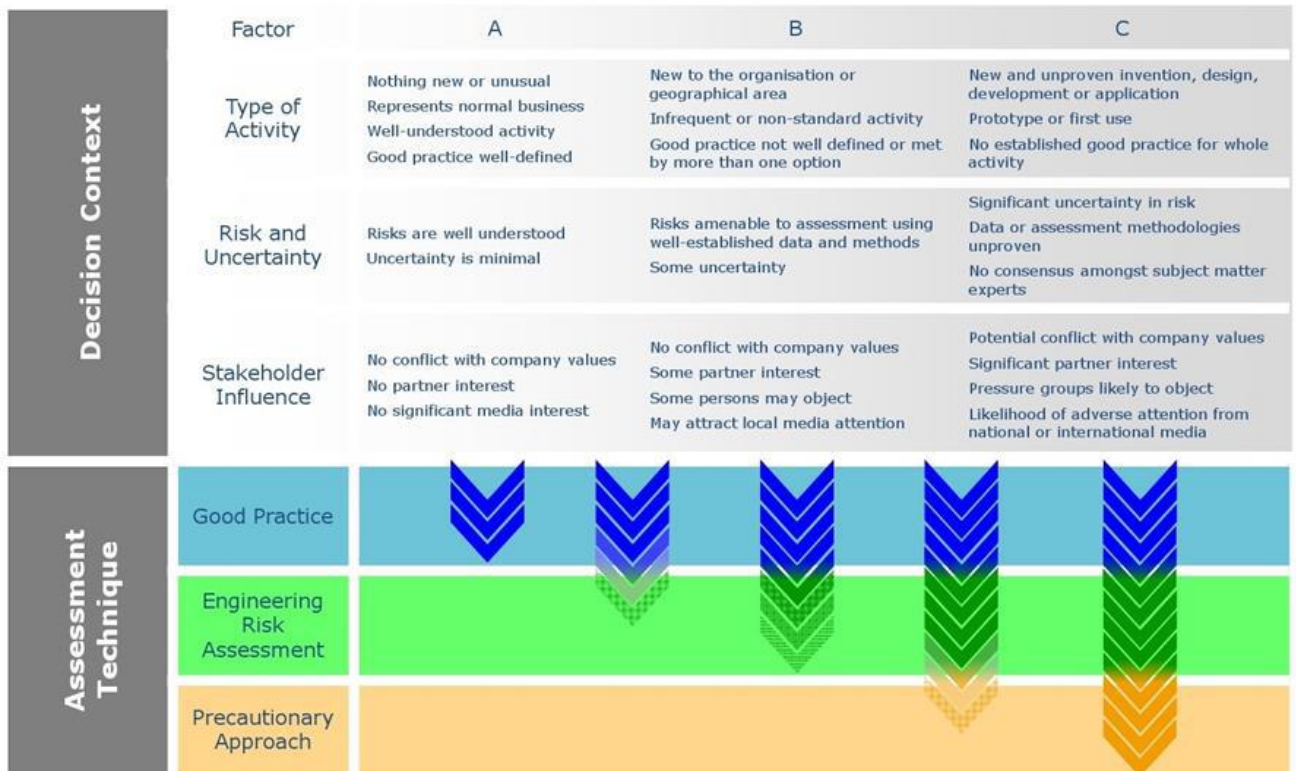 Decision Context
Factor
A
B
C
Type of
Activity
Nothing new or unusual
Represents normal business
Well-understood activity
Good practice well-defined
New to the organisation or
geographical area
Infrequent or non-standard activity
Good practice not well defined or met
by more than one option
New and unproven invention, design,
development or application
Prototype or first use
No established good practice for whole
activity
Risk and
Uncertainty
Risks are well understood
Uncertainty is minimal
Risks amenable to assessment using
well-established data and methods
Some uncertainty
Significant uncertainty in risk
Data or assessment methodologies
unproven
No consensus amongst subject matter
experts
Stakeholder
Influence
No conflict with company values
No partner interest
No significant media interest
No conflict with company values
Some partner interest
Some persons may object
May attract local media attention
Potential conflict with company values
Significant partner interest
Pressure groups likely to object
Likelihood of adverse attention from
national or international media
Assessment
Technique
Good Practice
Engineering
Risk
Assessment
Precautionary
Approach